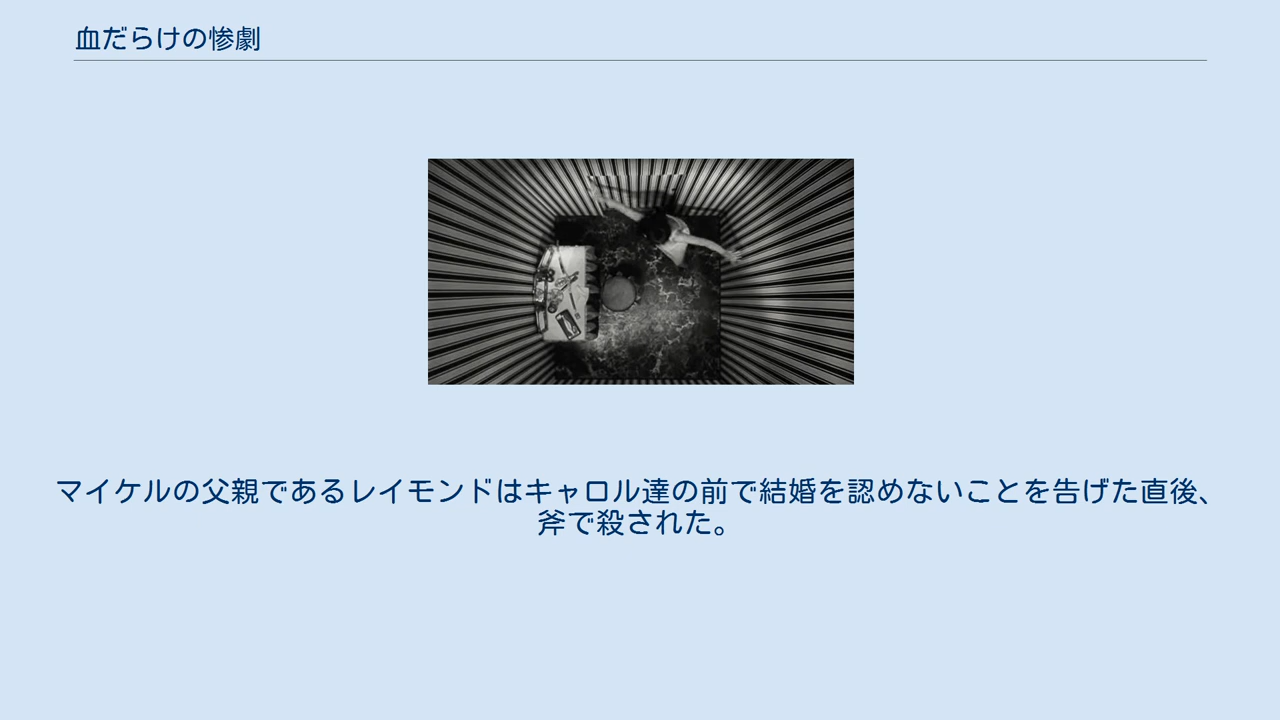 血だらけの惨劇
マイケルの父親であるレイモンドはキャロル達の前で結婚を認めないことを告げた直後、
斧で殺された。